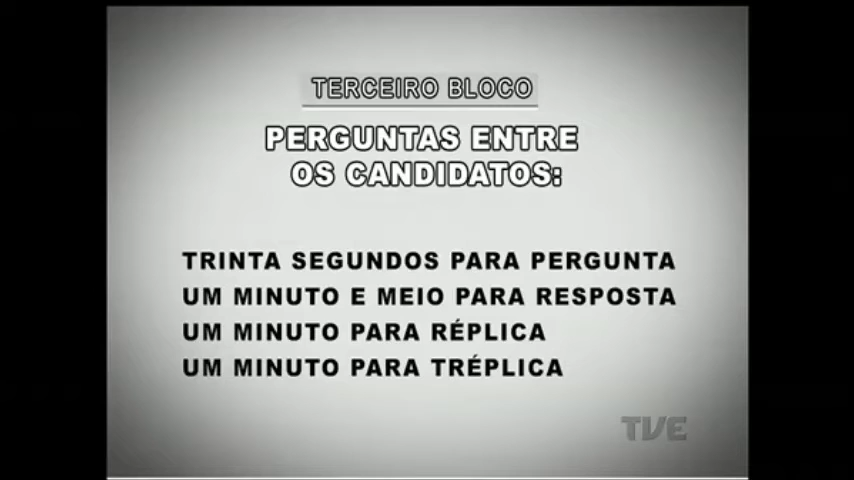 TERCEIRO BLOCO
PERGUNTAS ENTRE
OS CANDIDATOS:
TRINTA SEGUNDOS PARA PERGUNTA
UM MINUTO E MEIO PARA RESPOSTA
UM MINUTO PARA RÉPLICA
UM MINUTO PARA TRÉPLICA
TVE